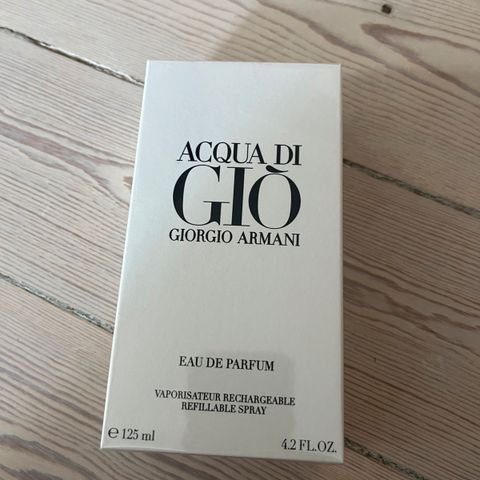 ACQUA DI
GIÒ
GIORGIO ARMANI
EAU DE PARFUM
VAPORISATEUR RECHARGEABLE
REFILLABLE SPRAY
℮ 125 ml 4.2 FL.OZ.